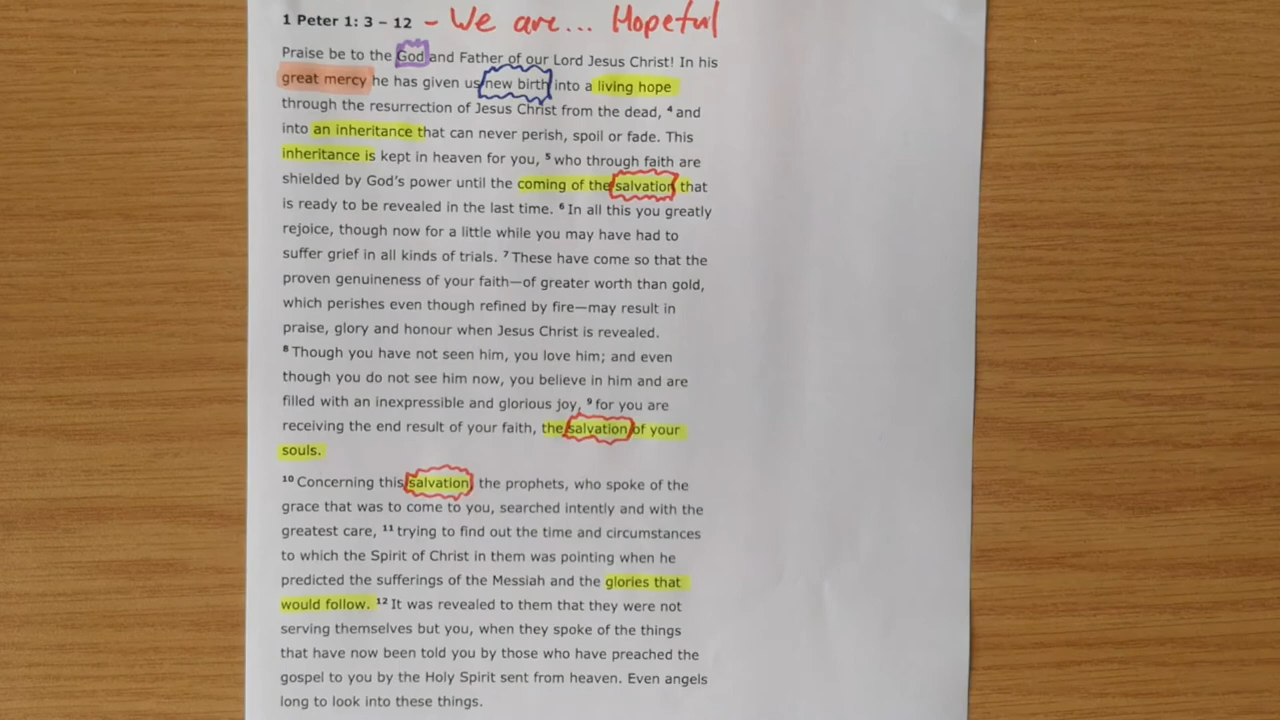 1 Peter 1: 3 – 12 – We are... Hopeful
Praise be to the God and Father of our Lord Jesus Christ! In his
great mercy he has given us new birth into a living hope
through the resurrection of Jesus Christ from the dead, ⁴ and
into an inheritance that can never perish, spoil or fade. This
inheritance is kept in heaven for you, ⁵ who through faith are
shielded by God’s power until the coming of the salvation that
is ready to be revealed in the last time. ⁶ In all this you greatly
rejoice, though now for a little while you may have had to
suffer grief in all kinds of trials. ⁷ These have come so that the
proven genuineness of your faith—of greater worth than gold,
which perishes even though refined by fire—may result in
praise, glory and honour when Jesus Christ is revealed.
⁸ Though you have not seen him, you love him; and even
though you do not see him now, you believe in him and are
filled with an inexpressible and glorious joy, ⁹ for you are
receiving the end result of your faith, the salvation of your
souls.
¹⁰ Concerning this salvation, the prophets, who spoke of the
grace that was to come to you, searched intently and with the
greatest care, ¹¹ trying to find out the time and circumstances
to which the Spirit of Christ in them was pointing when he
predicted the sufferings of the Messiah and the glories that
would follow. ¹² It was revealed to them that they were not
serving themselves but you, when they spoke of the things
that have now been told you by those who have preached the
gospel to you by the Holy Spirit sent from heaven. Even angels
long to look into these things.